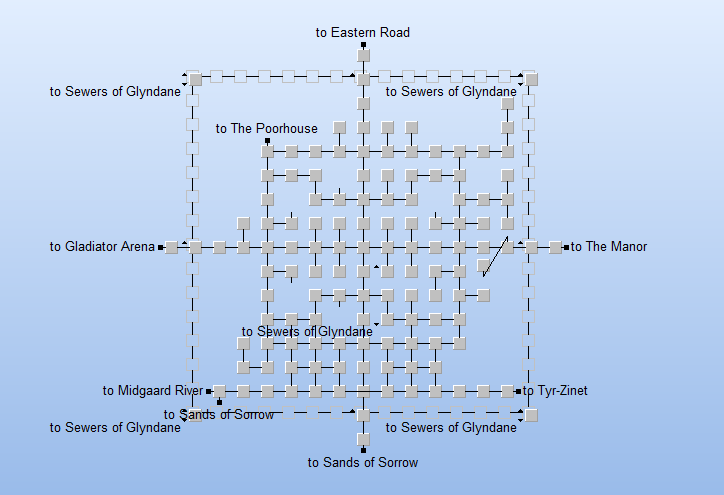 to Eastern Road
to Sewers of Glyndane
to Sewers of Glyndane
to The Poorhouse
to Gladiator Arena
to The Manor
to Sewers of Glyndane
to Midgaard River
to Tyr-Zinet
to Sands of Sorrow
to Sewers of Glyndane
to Sewers of Glyndane
to Sands of Sorrow